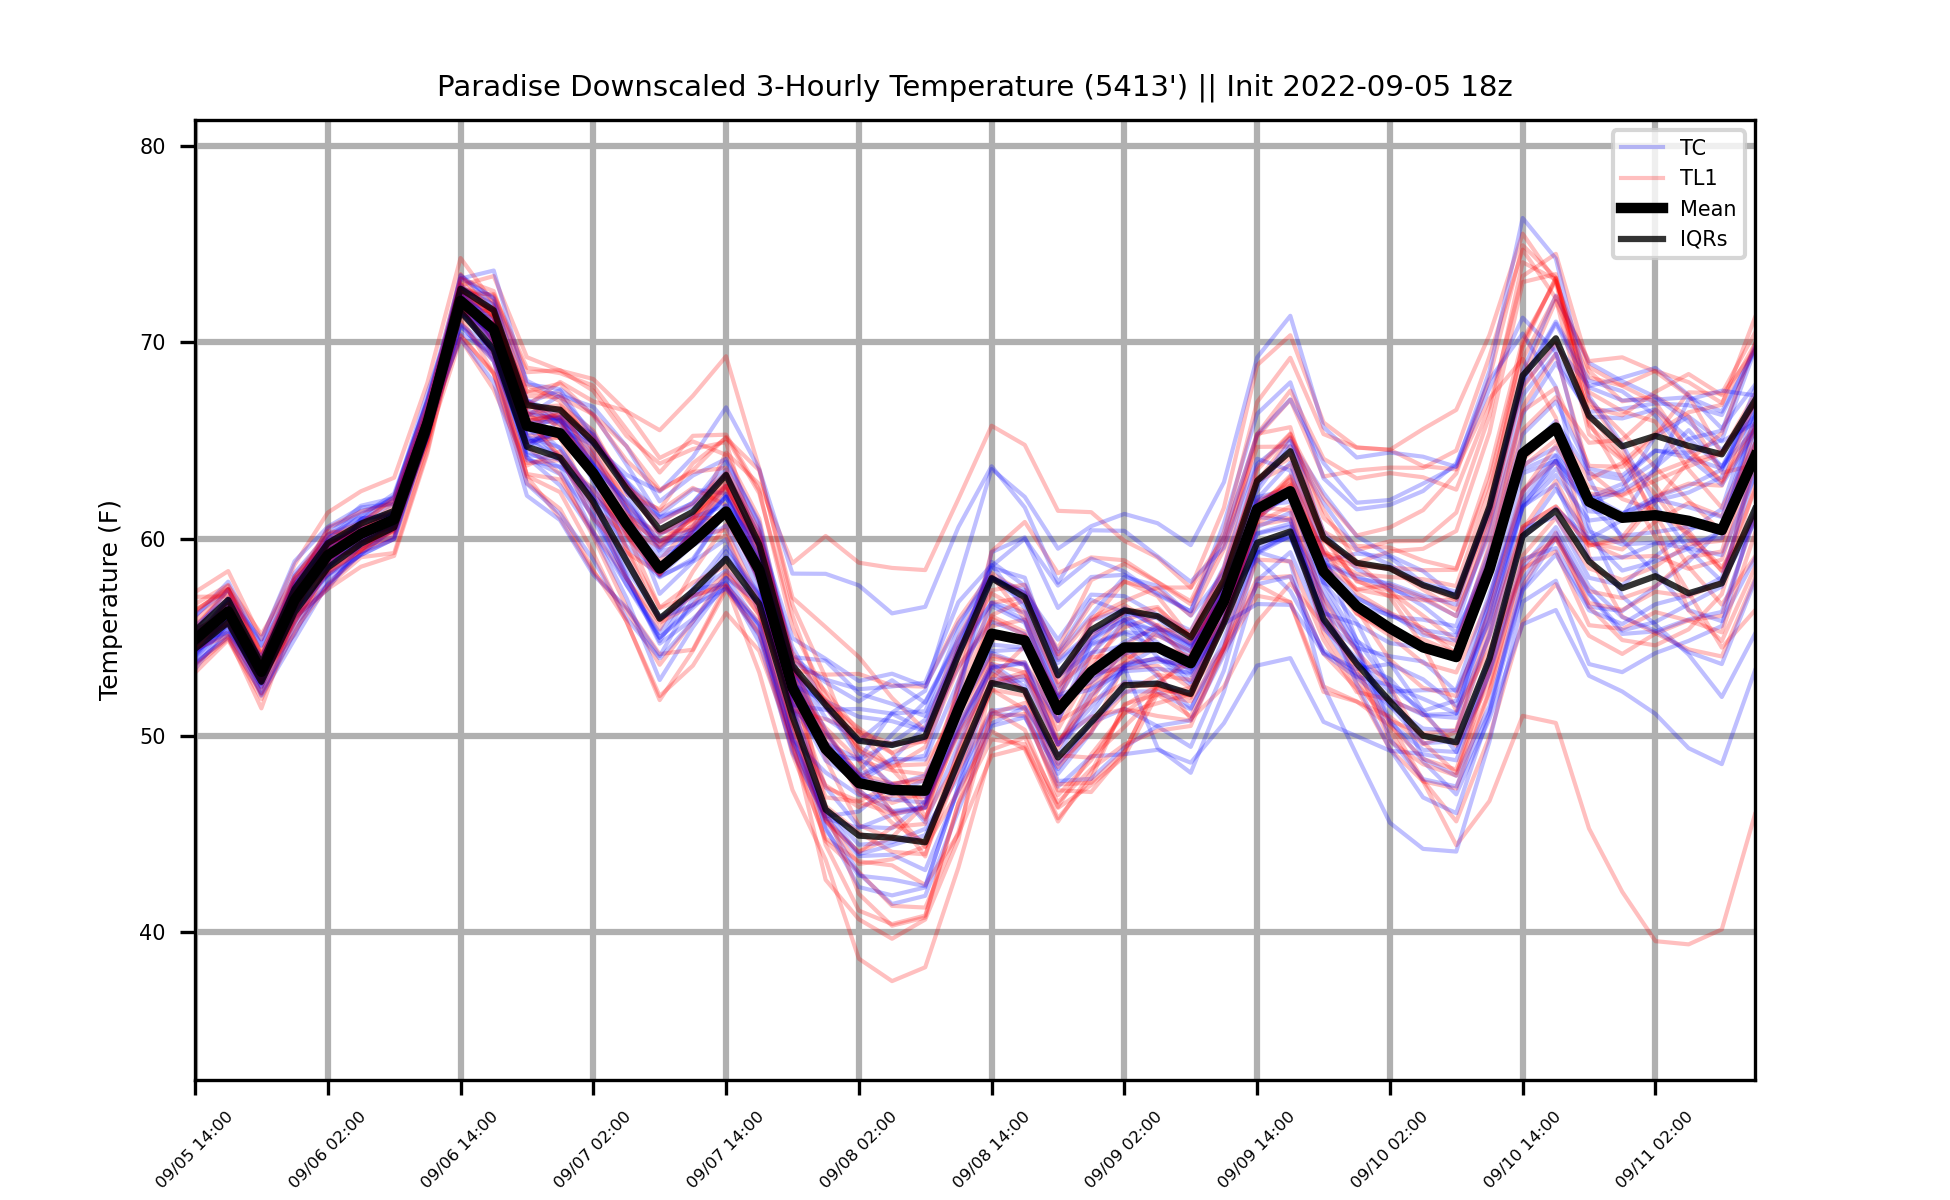 Paradise Downscaled 3-Hourly Temperature (5413') || Init 2022-09-05 18z
TC
TL1
Mean
IQRs
Temperature (F)
80
70
60
50
40
09/05 14:00
09/06 02:00
09/06 14:00
09/07 02:00
09/07 14:00
09/08 02:00
09/08 14:00
09/09 02:00
09/09 14:00
09/10 02:00
09/10 14:00
09/11 02:00